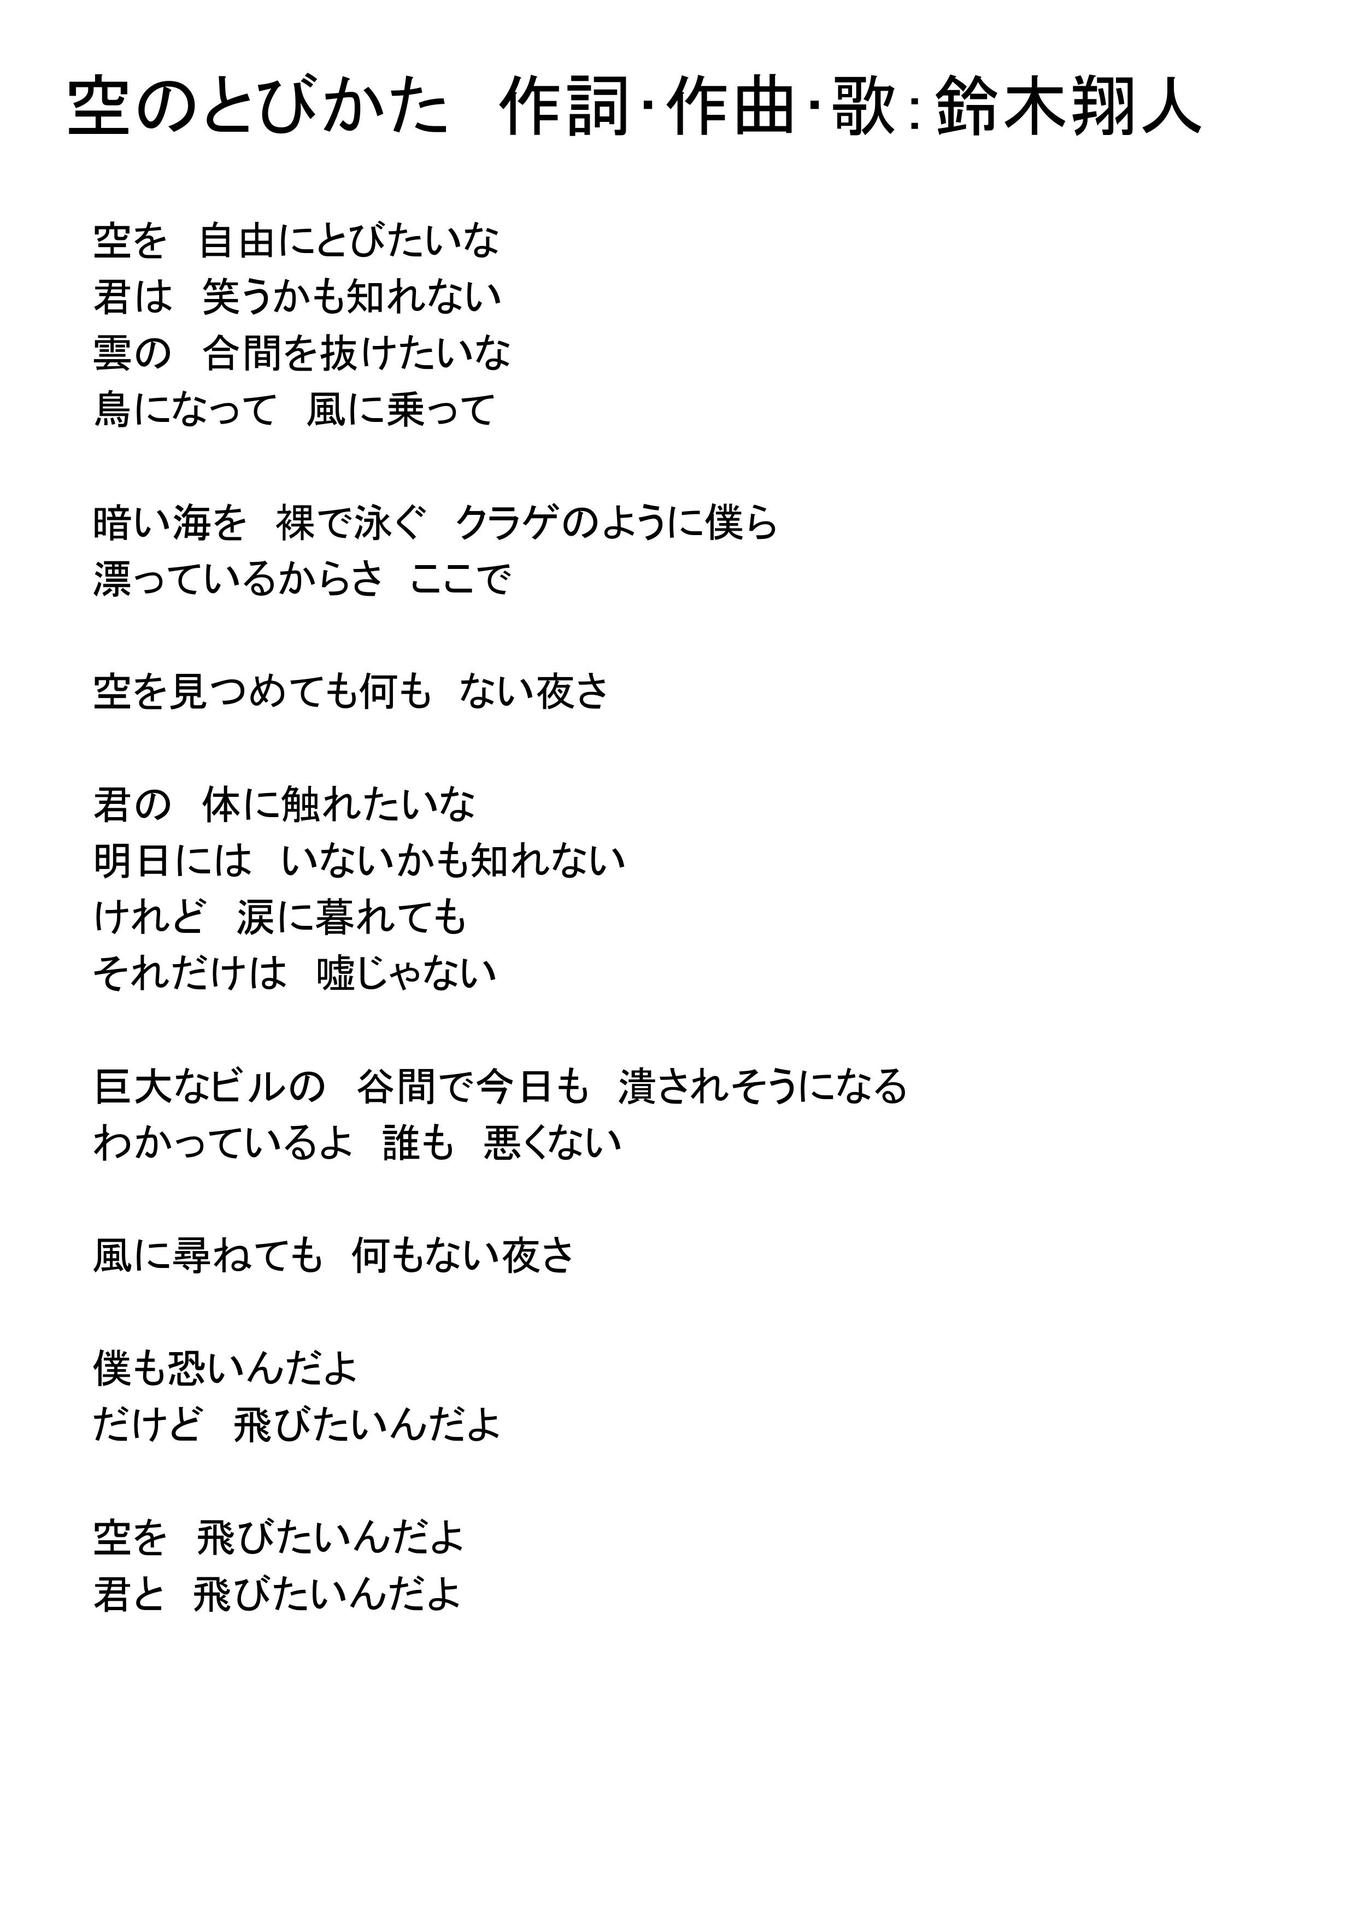 空のとびかた　作詞・作曲・歌：鈴木翔人
空を　自由にとびたいな
君は　笑うかも知れない
雲の　合間を抜けたいな
鳥になって　風に乗って
暗い海を　裸で泳ぐ　クラゲのように僕ら
漂っているからさ　ここで
空を見つめても何も　ない夜さ
君の　体に触れたいな
明日には　いないかも知れない
けれど　涙に暮れても
それだけは　嘘じゃない
巨大なビルの　谷間で今日も　潰されそうになる
わかっているよ　誰も　悪くない
風に尋ねても　何もない夜さ
僕も恐いんだよ
だけど　飛びたいんだよ
空を　飛びたいんだよ
君と　飛びたいんだよ